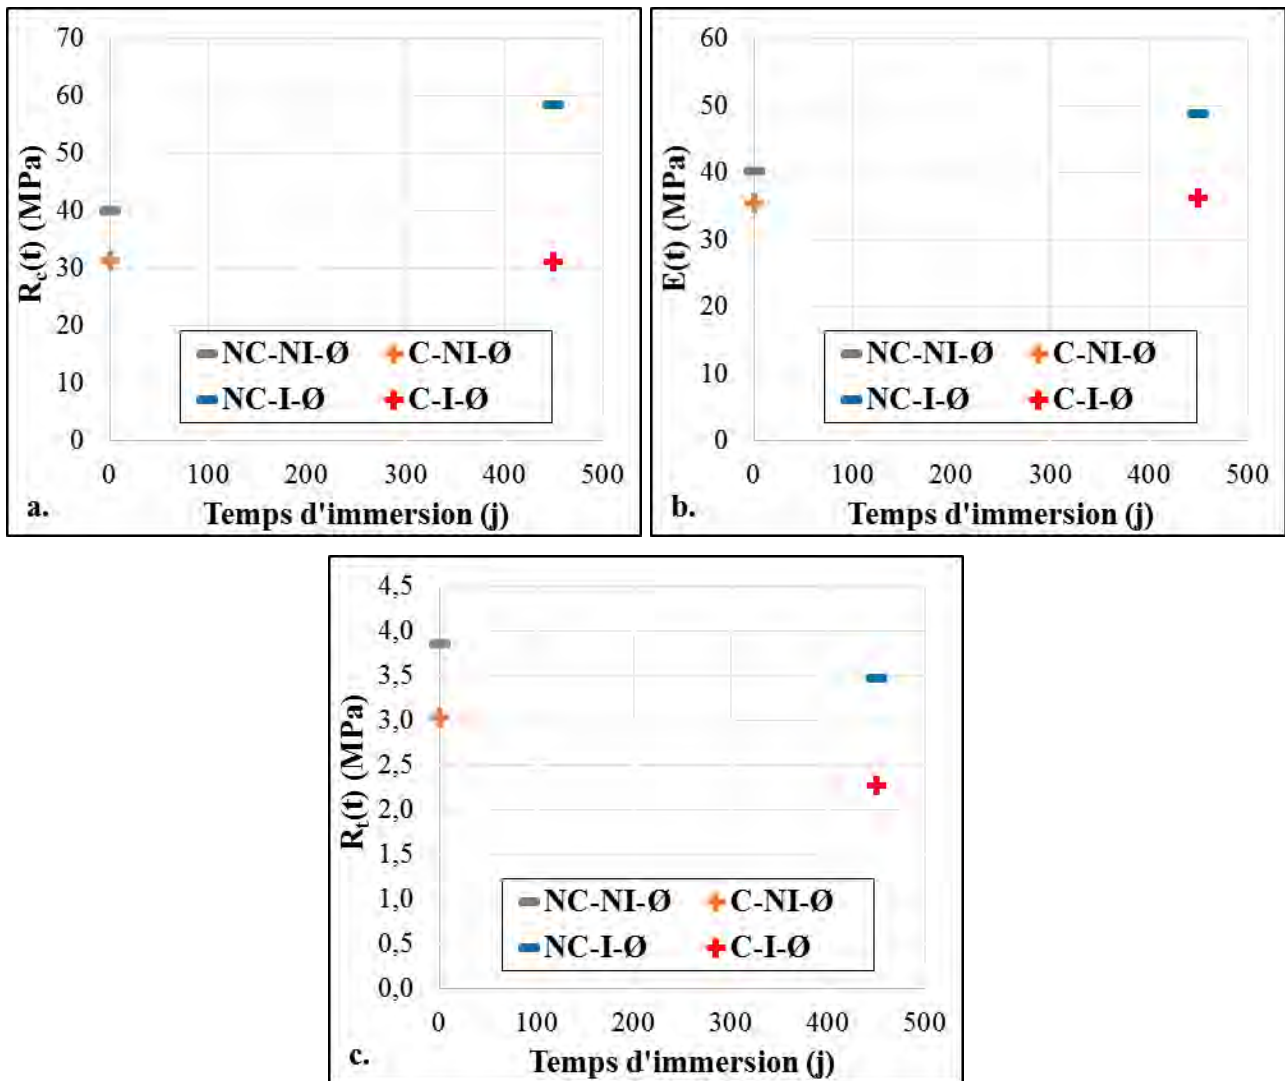 70
60
50
40
30
20
10
0
R_c(t) (MPa)
NC-NI-Ø C-NI-Ø
NC-I-Ø C-I-Ø
0 100 200 300 400 500
a. Temps d'immersion (j)
60
50
40
30
20
10
0
E(t) (MPa)
NC-NI-Ø C-NI-Ø
NC-I-Ø C-I-Ø
0 100 200 300 400 500
b. Temps d'immersion (j)
4,5
4,0
3,5
3,0
2,5
2,0
1,5
1,0
0,5
0,0
R_t(t) (MPa)
NC-NI-Ø C-NI-Ø
NC-I-Ø C-I-Ø
0 100 200 300 400 500
c. Temps d'immersion (j)